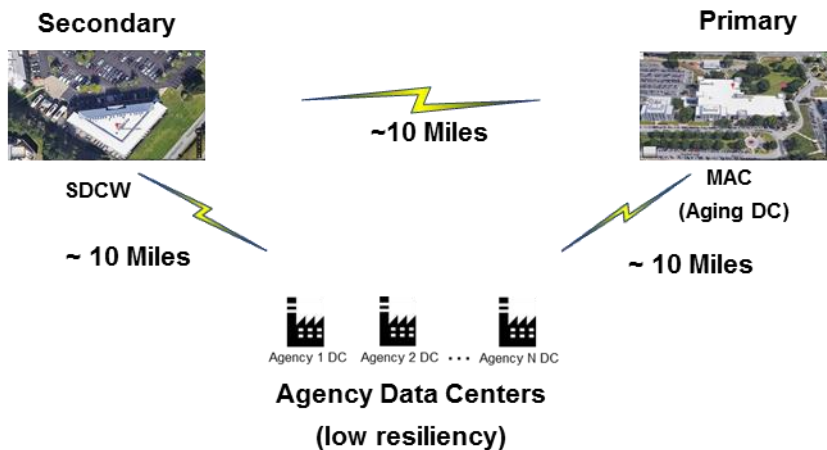 Secondary
Primary
~10 Miles
SDCW
MAC
(Aging DC)
~ 10 Miles
~ 10 Miles
Agency 1 DC Agency 2 DC ••• Agency N DC
Agency Data Centers
(low resiliency)